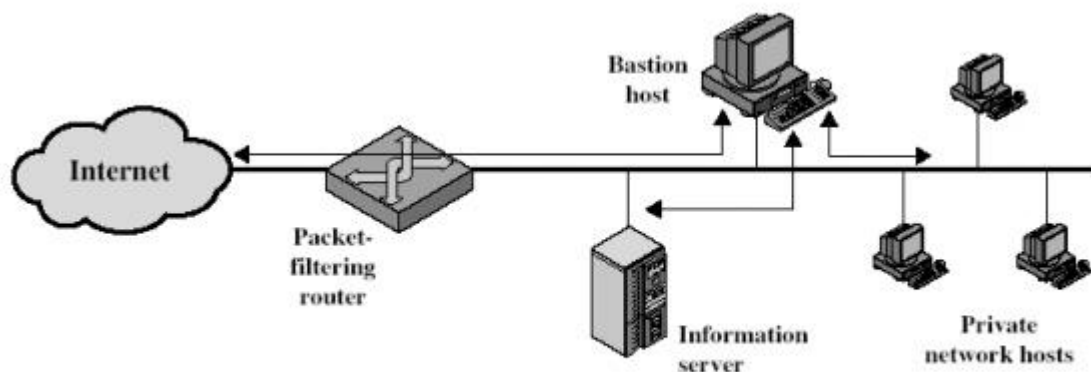 Bastion
host
Internet
Packet-
filtering
router
Information
server
Private
network hosts